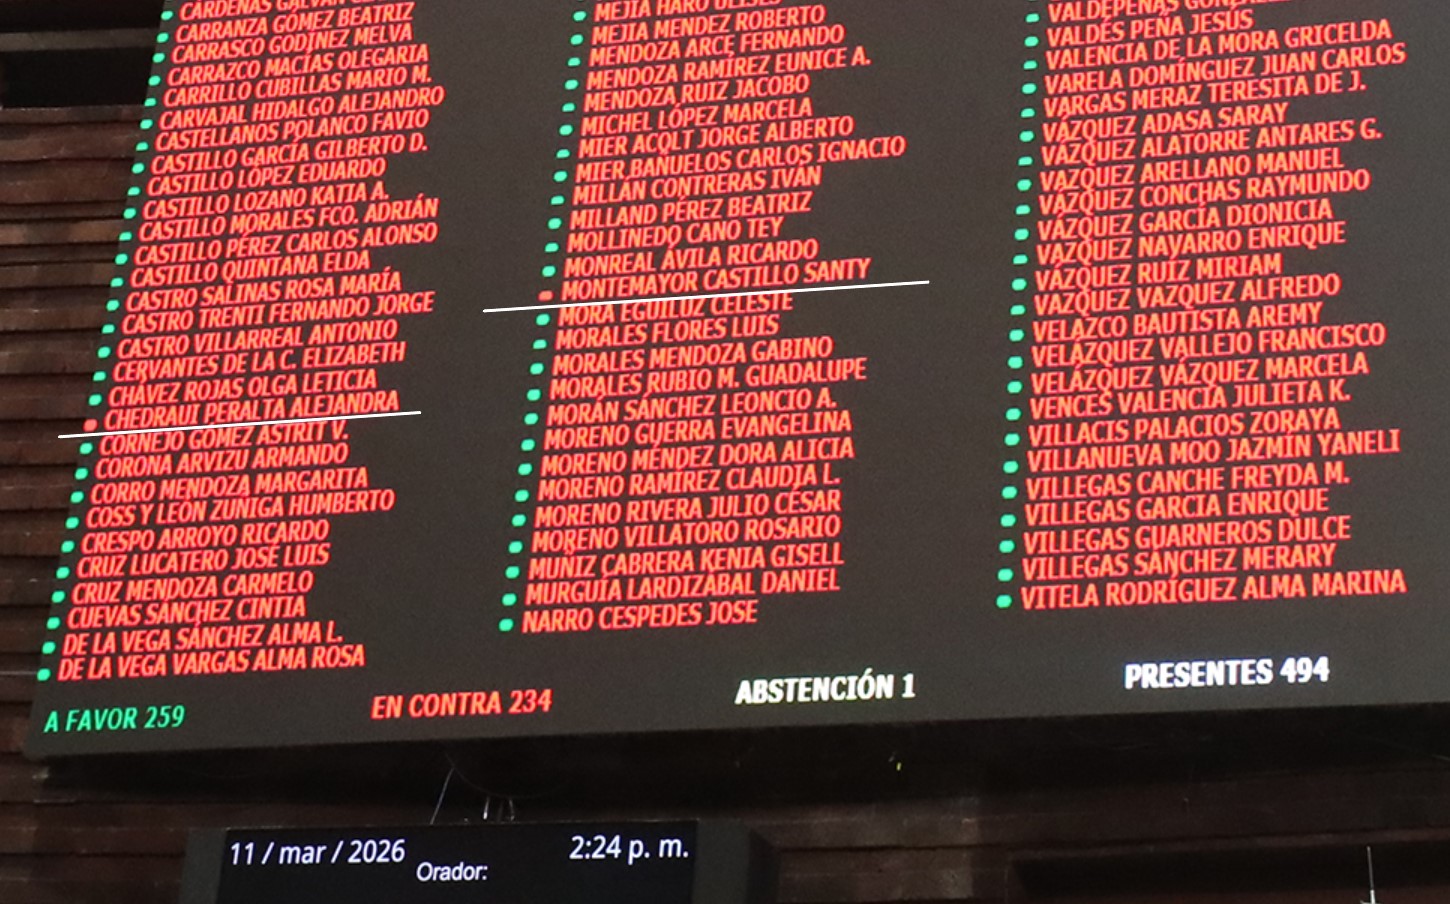 CÁRDENAS GALVÁN
CARRANZA GÓMEZ BEATRIZ
CARRASCO GODÍNEZ MELVA
CARRAZCO MACÍAS OLEGARIA
CARRILLO CUBILLAS MARIO M.
CARVAJAL HIDALGO ALEJANDRO
CASTELLANOS POLANCO FAVIO
CASTILLO GARCÍA GILBERTO D.
CASTILLO LÓPEZ EDUARDO
CASTILLO LOZANO KATIA A.
CASTILLO MORALES FCO. ADRIÁN
CASTILLO PÉREZ CARLOS ALONSO
CASTILLO QUINTANA ELDA
CASTRO SALINAS ROSA MARÍA
CASTRO TRENTI FERNANDO JORGE
CASTRO VILLARREAL ANTONIO
CERVANTES DE LA C. ELIZABETH
CHÁVEZ ROJAS OLGA LETICIA
CHEDRAUI PERALTA ALEJANDRA
CORNEJO GÓMEZ ASTRIT V.
CORONA ARVIZU ARMANDO
CORRO MENDOZA MARGARITA
COSS Y LEÓN ZÚÑIGA HUMBERTO
CRESPO ARROYO RICARDO
CRUZ LUCATERO JOSÉ LUIS
CRUZ MENDOZA CARMELO
CUEVAS SÁNCHEZ CINTIA
DE LA VEGA SÁNCHEZ ALMA L.
DE LA VEGA VARGAS ALMA ROSA
MEJÍA HARO ULISES
MEJÍA MÉNDEZ ROBERTO
MENDOZA ARCE FERNANDO
MENDOZA RAMÍREZ EUNICE A.
MENDOZA RUIZ JACOBO
MICHEL LÓPEZ MARCELA
MIER ACOLT JORGE ALBERTO
MIER BAÑUELOS CARLOS IGNACIO
MILLÁN CONTRERAS IVÁN
MILLAND PÉREZ BEATRIZ
MOLLINEDO CANO TEY
MONREAL ÁVILA RICARDO
MONTEMAYOR CASTILLO SANTY
MORA EGUILUZ CELESTE
MORALES FLORES LUIS
MORALES MENDOZA GABINO
MORALES RUBIO M. GUADALUPE
MORÁN SÁNCHEZ LEONCIO A.
MORENO GUERRA EVANGELINA
MORENO MÉNDEZ DORA ALICIA
MORENO RAMÍREZ CLAUDIA L.
MORENO RIVERA JULIO CÉSAR
MORENO VILLATORO ROSARIO
MUÑIZ CABRERA KENIA GISELL
MURGUÍA LARDIZÁBAL DANIEL
NARRO CÉSPEDES JOSÉ
VALDEPEÑAS
VALDÉS PEÑA JESÚS
VALENCIA DE LA MORA GRICELDA
VARELA DOMÍNGUEZ JUAN CARLOS
VARGAS MERAZ TERESITA DE J.
VÁZQUEZ ADASA SARAY
VÁZQUEZ ALATORRE ANTARES G.
VÁZQUEZ ARELLANO MANUEL
VÁZQUEZ CONCHAS RAYMUNDO
VÁZQUEZ GARCÍA DIONICIA
VÁZQUEZ NAVARRO ENRIQUE
VÁZQUEZ RUÍZ MIRIAM
VÁZQUEZ VÁZQUEZ ALFREDO
VELAZCO BAUTISTA AREMY
VELÁZQUEZ VALLEJO FRANCISCO
VELÁZQUEZ VÁZQUEZ MARCELA
VENCES VALENCIA JULIETA K.
VILLACIS PALACIOS ZORAYA
VILLANUEVA MOO JAZMÍN YANELI
VILLEGAS CANCHE FREYDA M.
VILLEGAS GARCÍA ENRIQUE
VILLEGAS GUARNEROS DULCE
VILLEGAS SÁNCHEZ MERARY
VITELA RODRÍGUEZ ALMA MARINA
A FAVOR 259
EN CONTRA 234
ABSTENCIÓN 1
PRESENTES 494
11 / mar / 2026
2:24 p. m.
Orador: